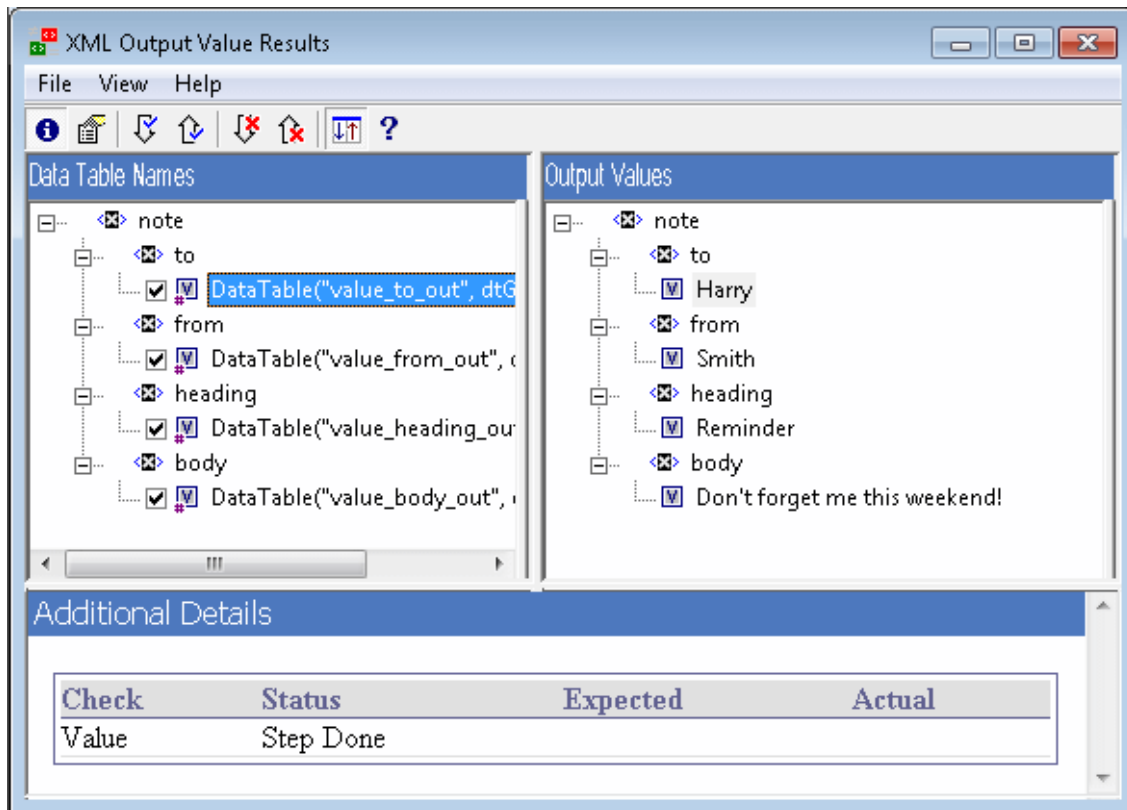 XML Output Value Results
File View Help
Data Table Names
note
to
DataTable("value_to_out", dtG
from
DataTable("value_from_out",
heading
DataTable("value_heading_ou
body
DataTable("value_body_out",
Output Values
note
to
Harry
from
Smith
heading
Reminder
body
Don't forget me this weekend!
Additional Details
Check Status Expected Actual
Value Step Done